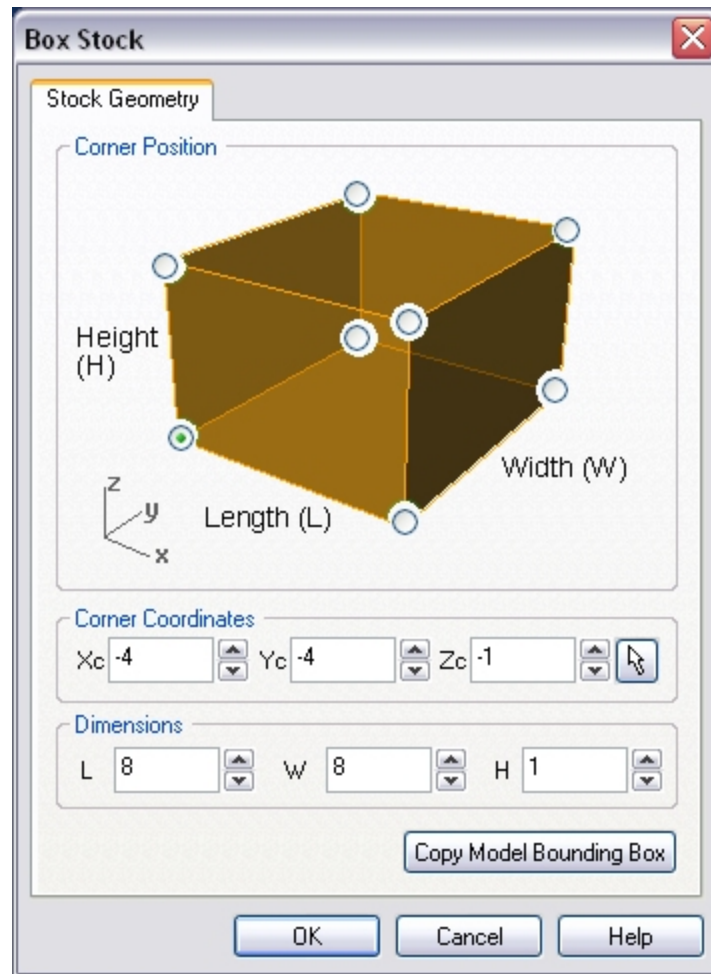 Box Stock
Stock Geometry
Corner Position
Height
(H)
Width (W)
Length (L)
z
y
x
Corner Coordinates
Xc -4 Yc -4 Zc -1
Dimensions
L 8 W 8 H 1
Copy Model Bounding Box
OK Cancel Help